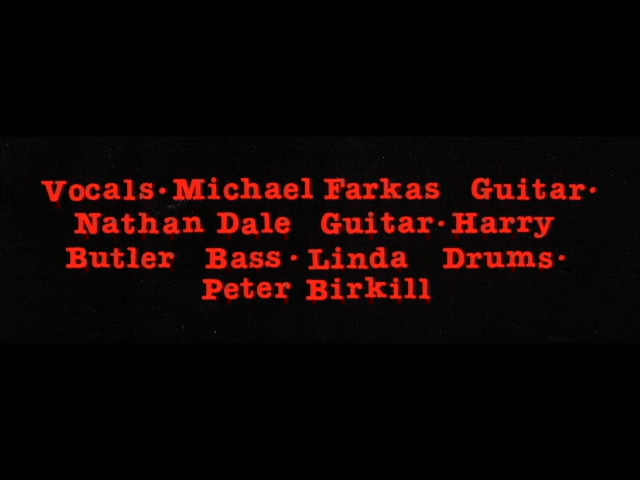 Vocals·Michael Farkas Guitar·
Nathan Dale Guitar·Harry
Butler Bass·Linda Drums·
Peter Birkill